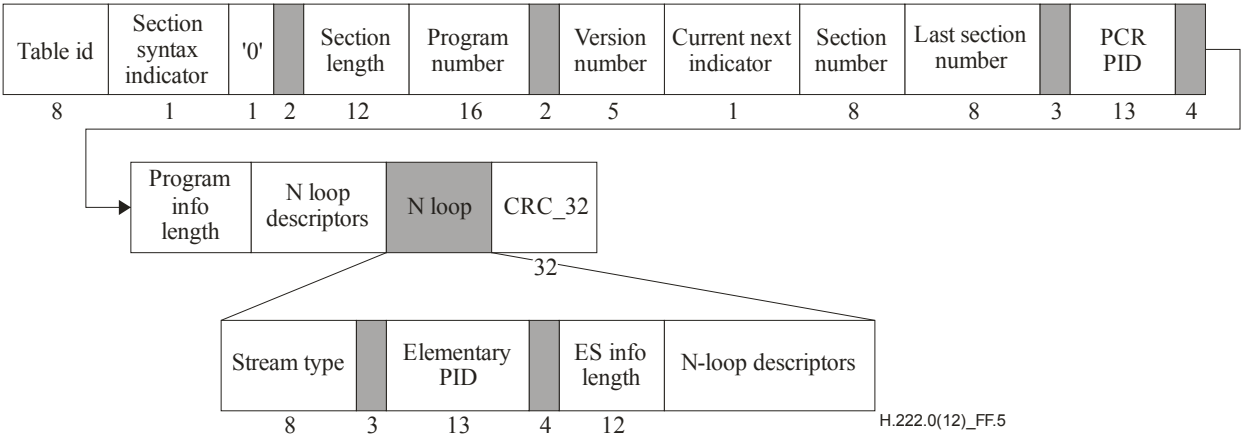 Table id
Section
syntax
indicator
'0'
Section
length
Program
number
Version
number
Current next
indicator
Section
number
Last section
number
PCR
PID
8 1 1 2 12 16 2 5 1 8 8 3 13 4
Program
info
length
N loop
descriptors
N loop
CRC_32
32
Stream type
Elementary
PID
ES info
length
N-loop descriptors
8 3 13 4 12
H.222.0(12)_FF.5